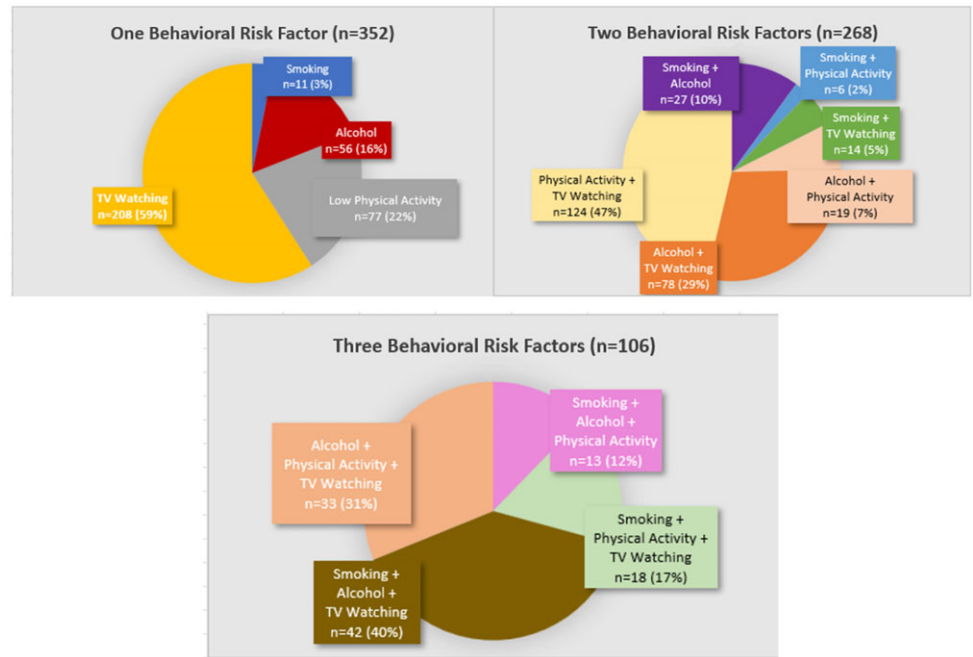 One Behavioral Risk Factor (n=352)
Smoking
n=11 (3%)
Alcohol
n=56 (16%)
Low Physical Activity
n=77 (22%)
TV Watching
n=208 (59%)
Two Behavioral Risk Factors (n=268)
Smoking +
Alcohol
n=27 (10%)
Smoking +
Physical Activity
n=6 (2%)
Smoking +
TV Watching
n=14 (5%)
Alcohol +
Physical Activity
n=19 (7%)
Alcohol +
TV Watching
n=78 (29%)
Physical Activity +
TV Watching
n=124 (47%)
Three Behavioral Risk Factors (n=106)
Smoking +
Alcohol +
Physical Activity
n=13 (12%)
Smoking +
Physical Activity +
TV Watching
n=18 (17%)
Smoking +
Alcohol +
TV Watching
n=42 (40%)
Alcohol +
Physical Activity +
TV Watching
n=33 (31%)